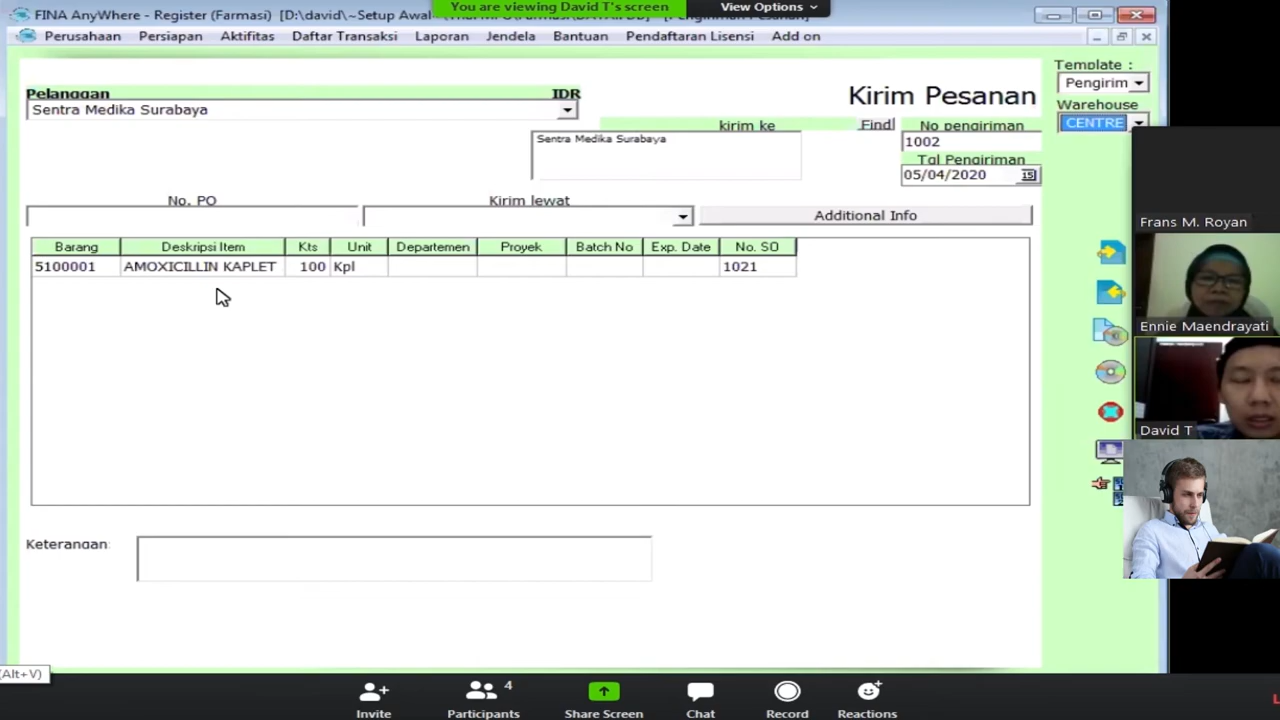 You are viewing David T's screen
View Options
FINA AnyWhere - Register (Farmasi) [D:\david\~Setup Awal
Perusahaan Persiapan Aktifitas Daftar Transaksi Laporan Jendela Bantuan Pendaftaran Lisensi Add on
Template :
Pengirim
Warehouse
CENTRE
Pelanggan IDR
Sentra Medika Surabaya
Kirim Pesanan
kirim ke Find
Sentra Medika Surabaya
No pengiriman
1002
Tgl Pengiriman
05/04/2020 15
No. PO Kirim lewat
Additional Info
Barang Deskripsi Item Kts Unit Departemen Proyek Batch No Exp. Date No. SO
5100001 AMOXICILLIN KAPLET 100 Kpl 1021
Keterangan:
Frans M. Royan
Ennie Maendrayati
David T
(Alt+V)
4
Invite Participants Share Screen Chat Record Reactions